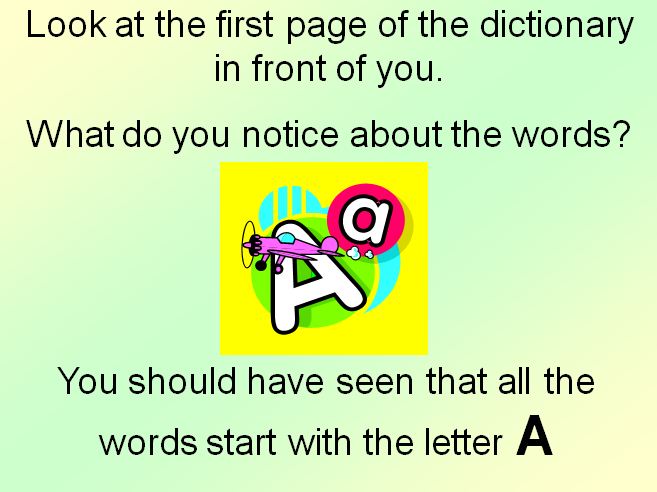 Look at the first page of the dictionary
in front of you.
What do you notice about the words?
A a
You should have seen that all the
words start with the letter A